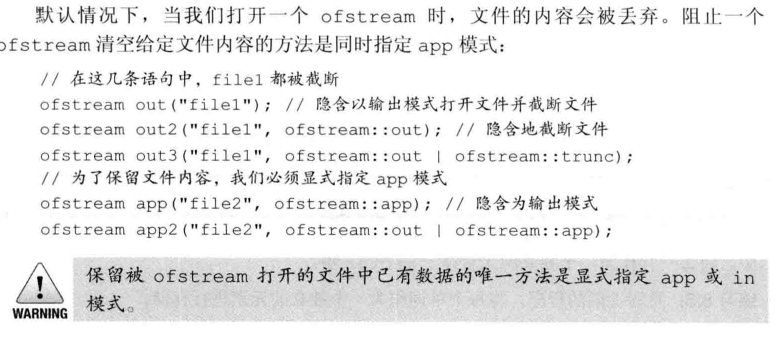 默认情况下，当我们打开一个 ofstream 时，文件的内容会被丢弃。阻止一个
ofstream 清空给定文件内容的方法是同时指定 app 模式：
// 在这几条语句中，file1 都被截断
ofstream out("file1"); // 隐含以输出模式打开文件并截断文件
ofstream out2("file1", ofstream::out); // 隐含地截断文件
ofstream out3("file1", ofstream::out | ofstream::trunc);
// 为了保留文件内容，我们必须显式指定 app 模式
ofstream app("file2", ofstream::app); // 隐含为输出模式
ofstream app2("file2", ofstream::out | ofstream::app);
保留被 ofstream 打开的文件中已有数据的唯一方法是显式指定 app 或 in
WARNING 模式。